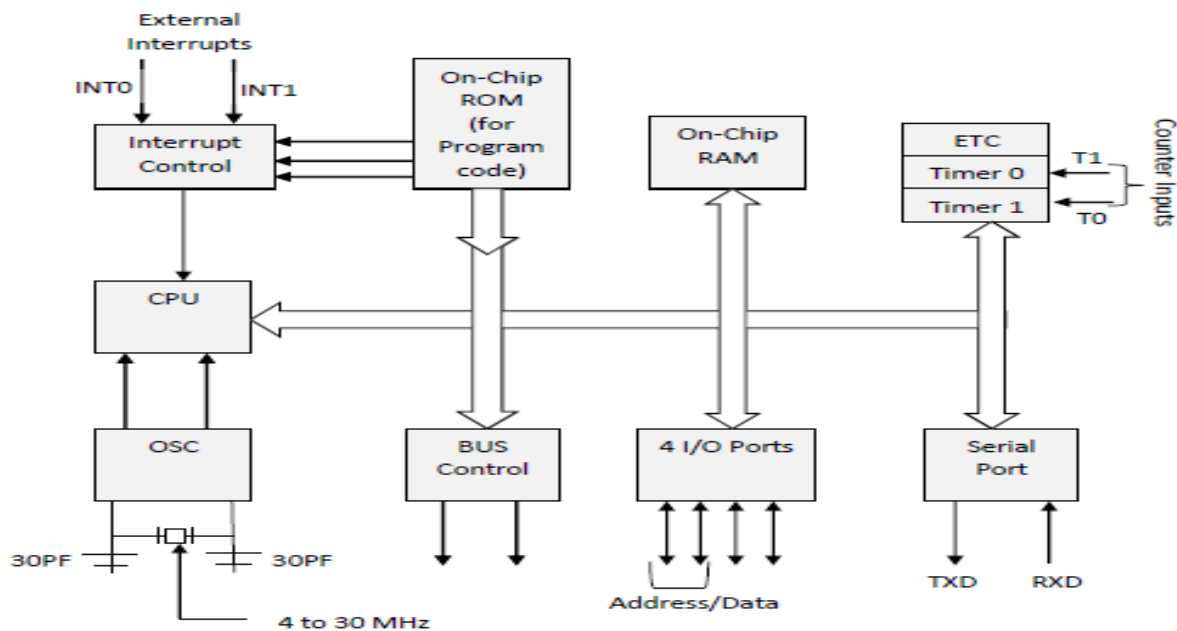 External
Interrupts
INT0
INT1
Interrupt
Control
On-Chip
ROM
(for
Program
code)
On-Chip
RAM
ETC
Timer 0
Timer 1
T1
T0
Counter Inputs
CPU
OSC
BUS
Control
4 I/O Ports
Serial
Port
30PF
30PF
4 to 30 MHz
Address/Data
TXD
RXD